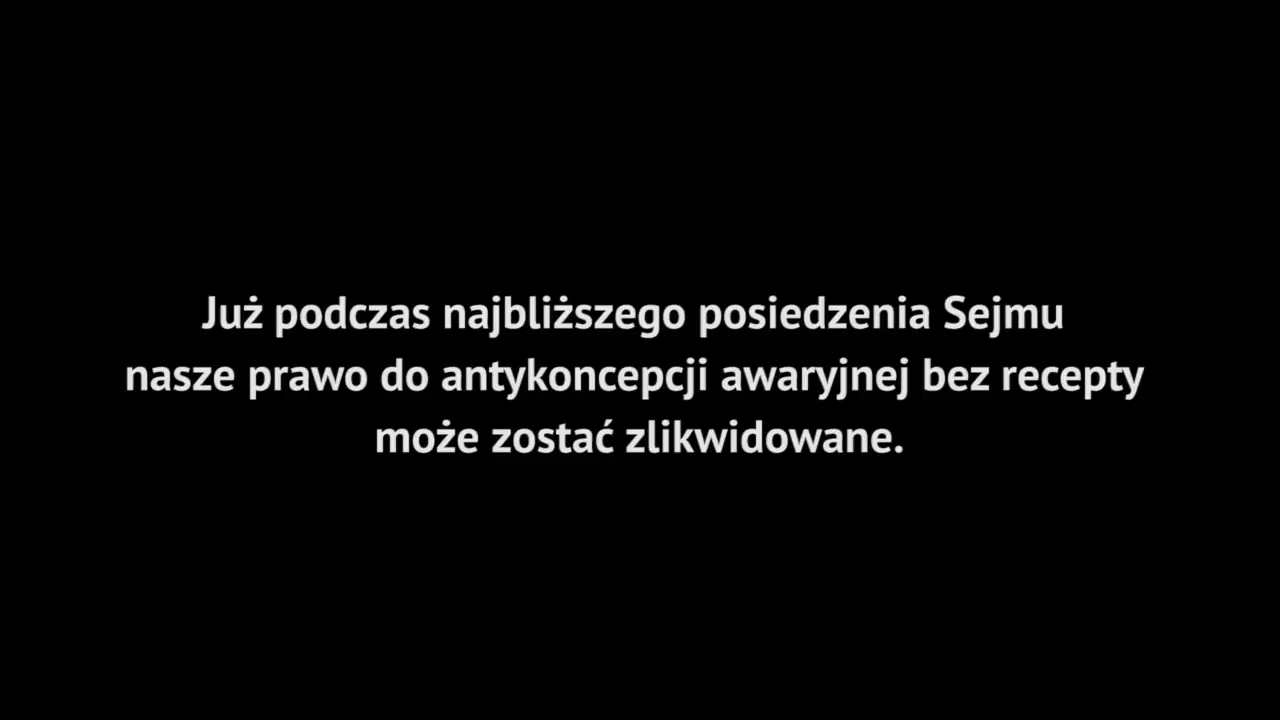 Już podczas najbliższego posiedzenia Sejmu
nasze prawo do antykoncepcji awaryjnej bez recepty
może zostać zlikwidowane.